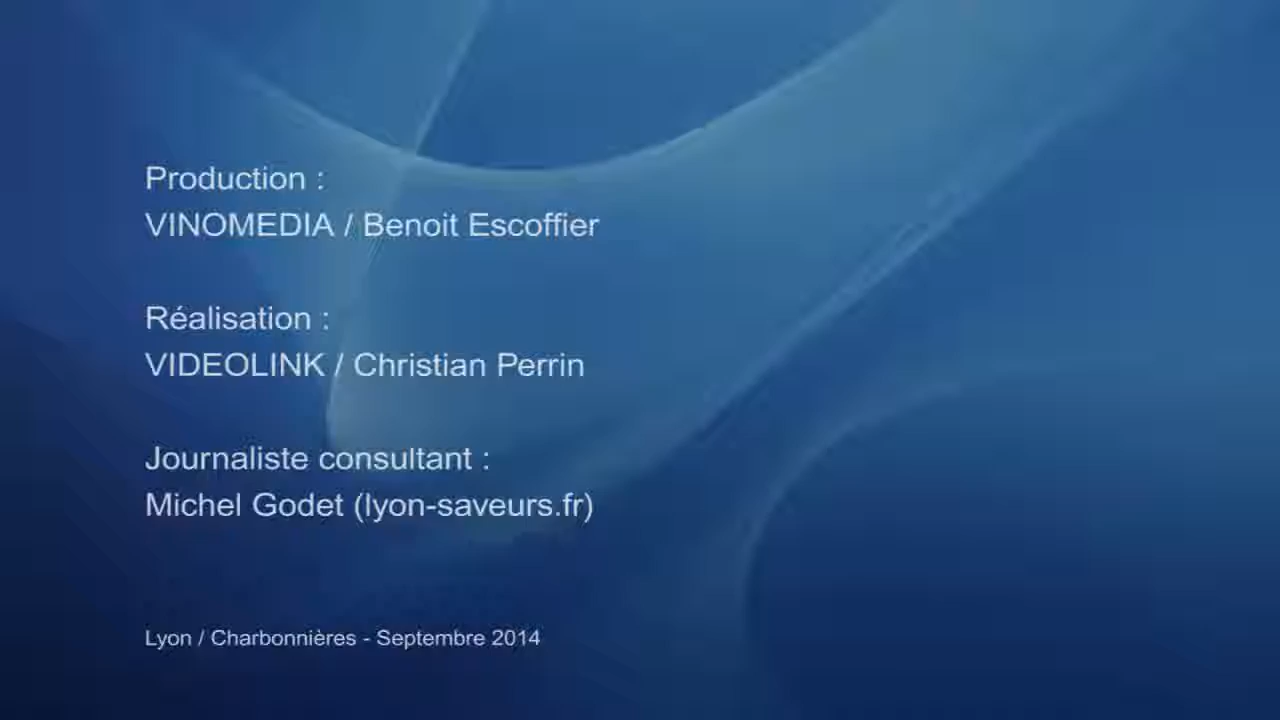 Production :
VINOMEDIA / Benoit Escoffier
Réalisation :
VIDEOLINK / Christian Perrin
Journaliste consultant :
Michel Godet (lyon-saveurs.fr)
Lyon / Charbonnières - Septembre 2014